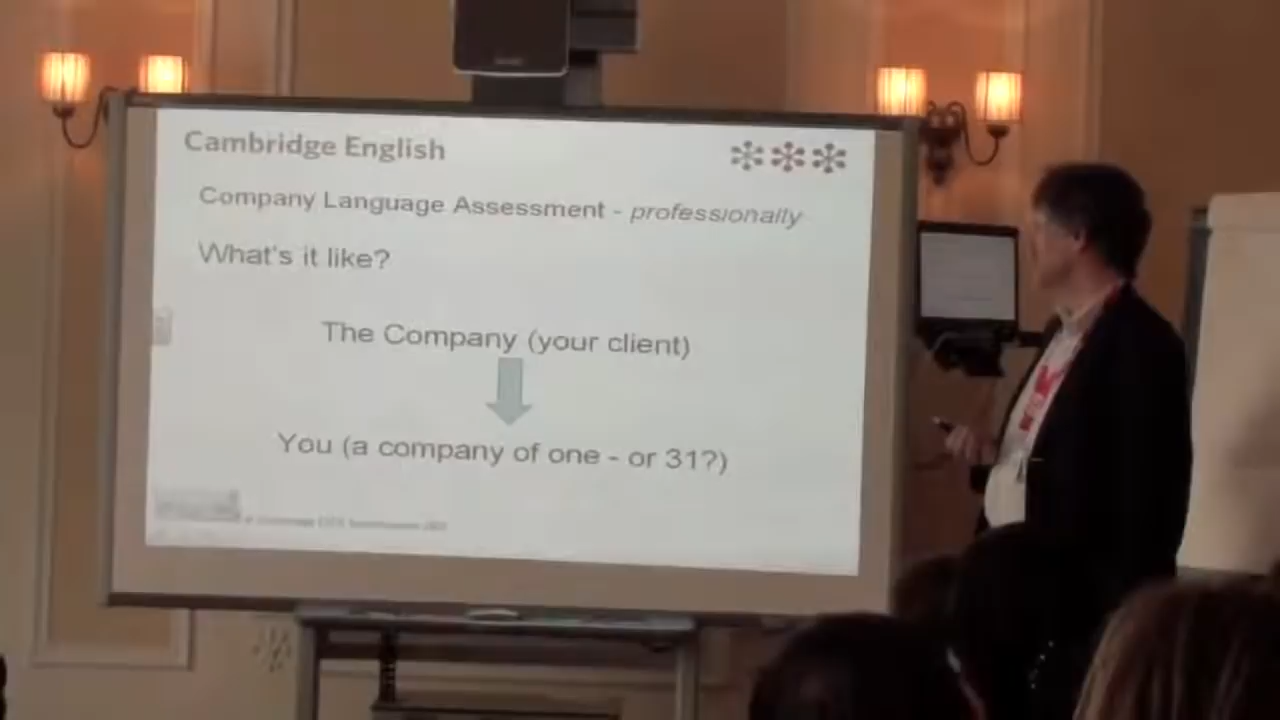 Cambridge English
Company Language Assessment - professionally
What's it like?
The Company (your client)
You (a company of one - or 31?)